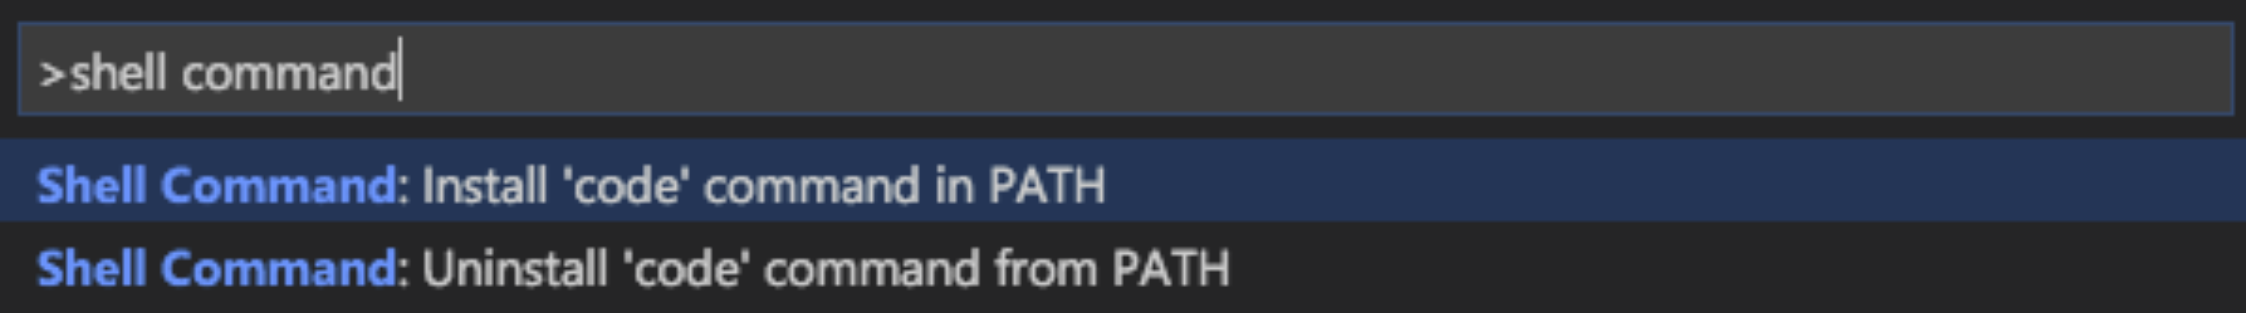 >shell command
Shell Command: Install 'code' command in PATH
Shell Command: Uninstall 'code' command from PATH